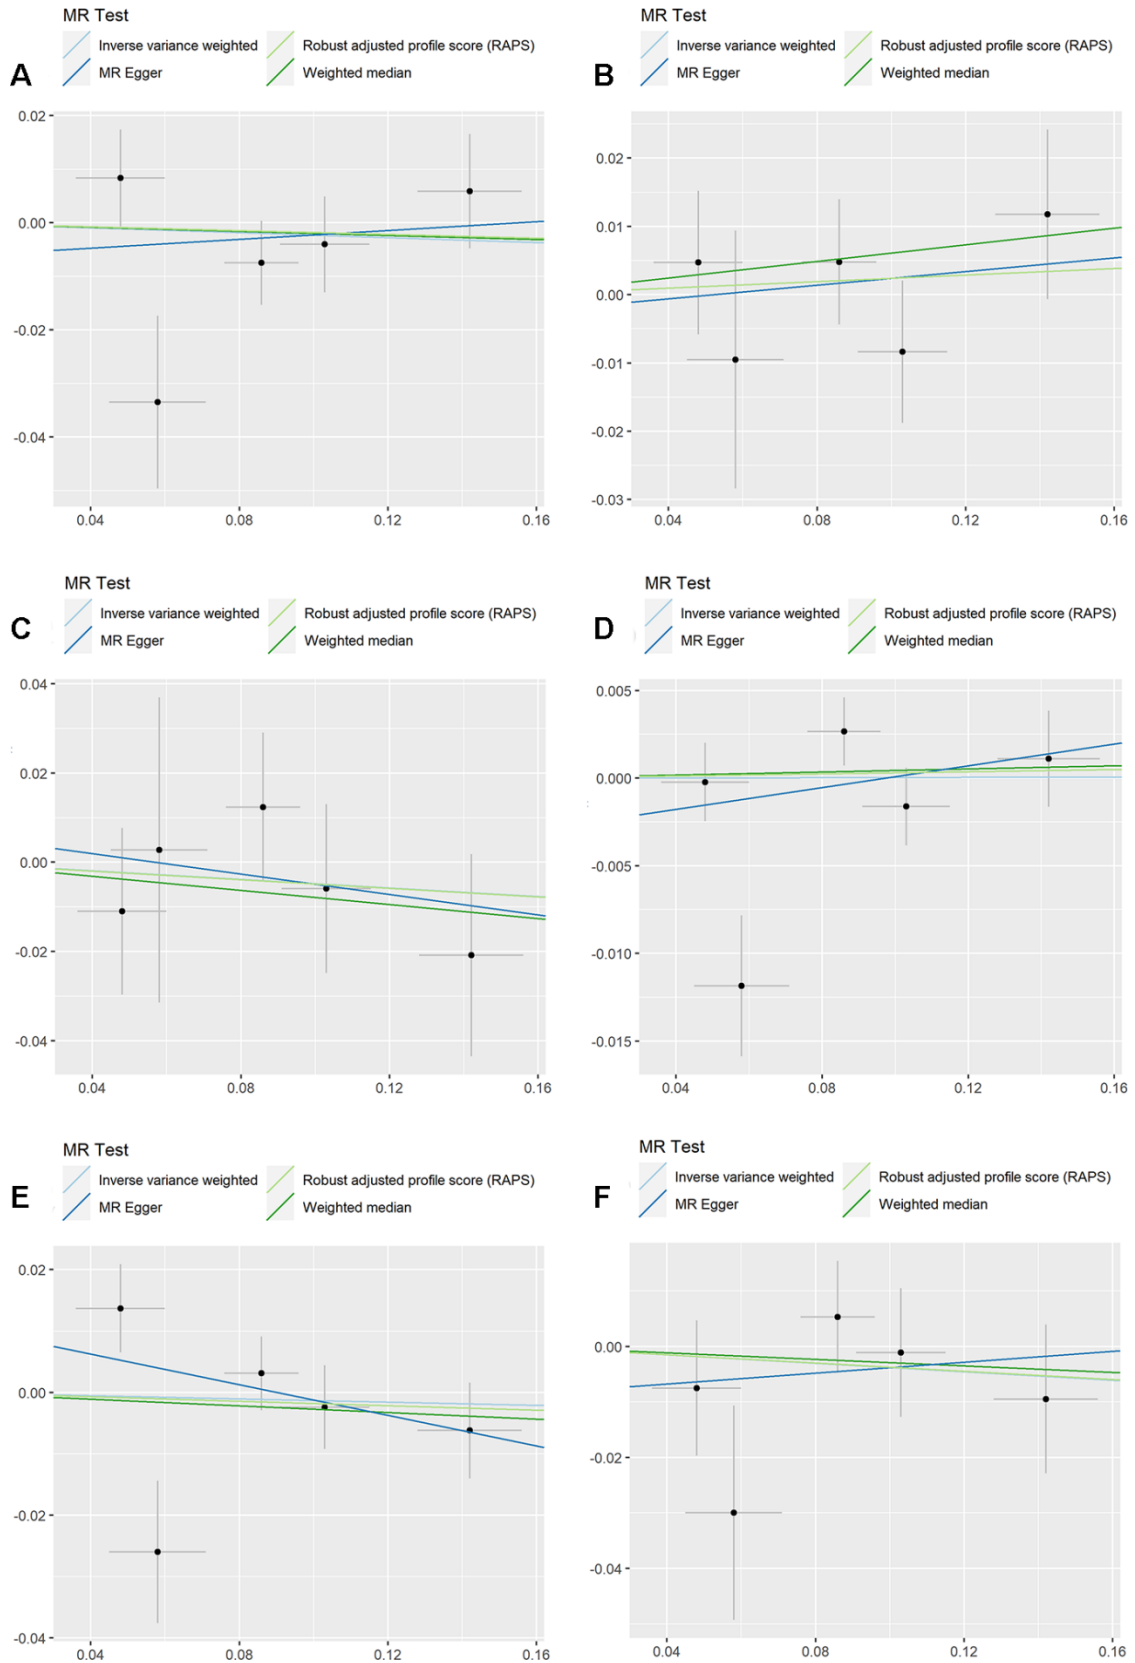 MR Test
Inverse variance weighted
Robust adjusted profile score (RAPS)
MR Egger
Weighted median
A
0.02
0.00
-0.02
-0.04
0.04
0.08
0.12
0.16
MR Test
Inverse variance weighted
Robust adjusted profile score (RAPS)
MR Egger
Weighted median
B
0.02
0.01
0.00
-0.01
-0.02
-0.03
0.04
0.08
0.12
0.16
MR Test
Inverse variance weighted
Robust adjusted profile score (RAPS)
MR Egger
Weighted median
C
0.04
0.02
0.00
-0.02
-0.04
0.04
0.08
0.12
0.16
MR Test
Inverse variance weighted
Robust adjusted profile score (RAPS)
MR Egger
Weighted median
D
0.005
0.000
-0.005
-0.010
-0.015
0.04
0.08
0.12
0.16
MR Test
Inverse variance weighted
Robust adjusted profile score (RAPS)
MR Egger
Weighted median
E
0.02
0.00
-0.02
-0.04
0.04
0.08
0.12
0.16
MR Test
Inverse variance weighted
Robust adjusted profile score (RAPS)
MR Egger
Weighted median
F
0.00
-0.02
-0.04
0.04
0.08
0.12
0.16